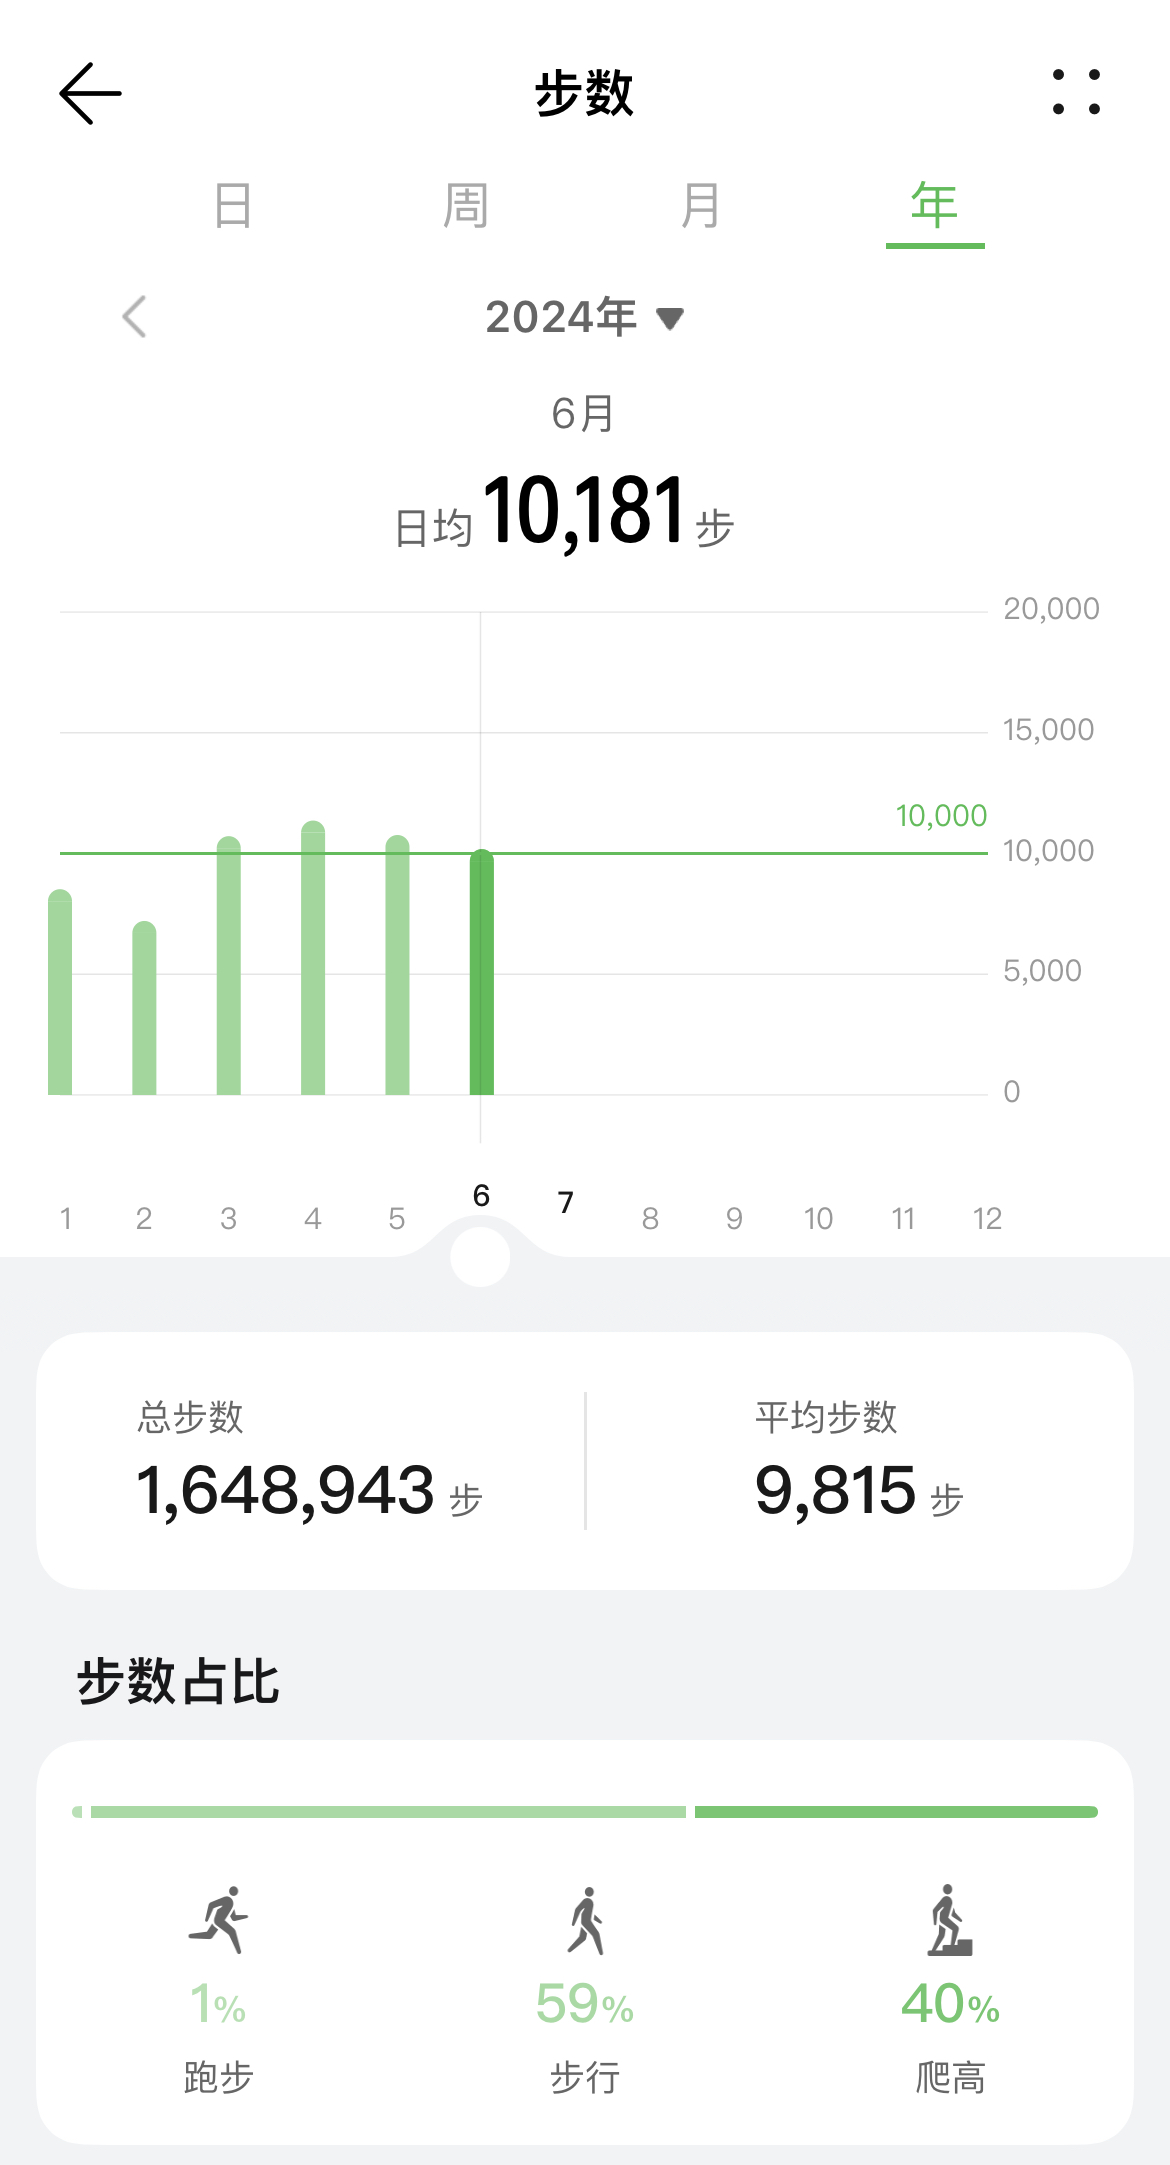 步数
日 周 月 年
2024年
6月
日均 10,181 步
20,000
15,000
10,000
10,000
5,000
0
1 2 3 4 5 6 7 8 9 10 11 12
总步数 平均步数
1,648,943 步 9,815 步
步数占比
1% 59% 40%
跑步 步行 爬高